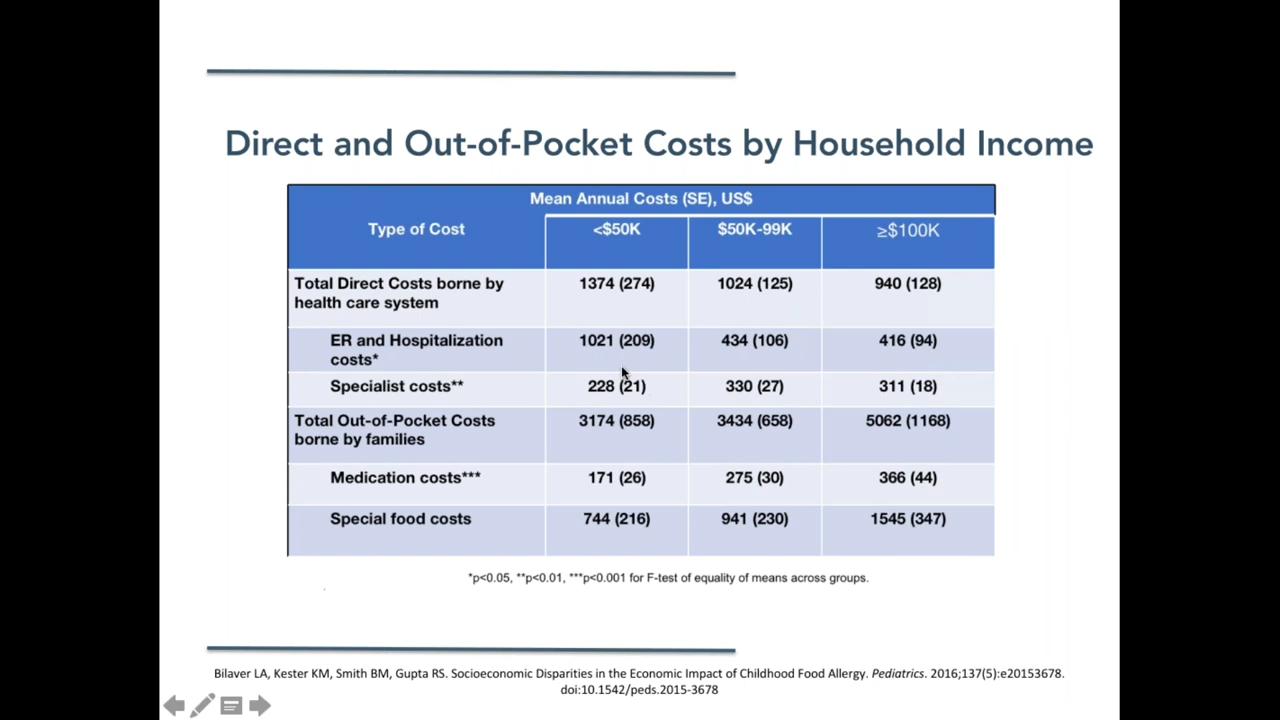 Direct and Out-of-Pocket Costs by Household Income
Mean Annual Costs (SE), US$
Type of Cost
<$50K
$50K-99K
≥$100K
Total Direct Costs borne by
health care system
1374 (274)
1024 (125)
940 (128)
ER and Hospitalization
costs*
1021 (209)
434 (106)
416 (94)
Specialist costs**
228 (21)
330 (27)
311 (18)
Total Out-of-Pocket Costs
borne by families
3174 (858)
3434 (658)
5062 (1168)
Medication costs***
171 (26)
275 (30)
366 (44)
Special food costs
744 (216)
941 (230)
1545 (347)
*p<0.05, **p<0.01, ***p<0.001 for F-test of equality of means across groups.
Bilaver LA, Kester KM, Smith BM, Gupta RS. Socioeconomic Disparities in the Economic Impact of Childhood Food Allergy. Pediatrics. 2016;137(5):e20153678.
doi:10.1542/peds.2015-3678